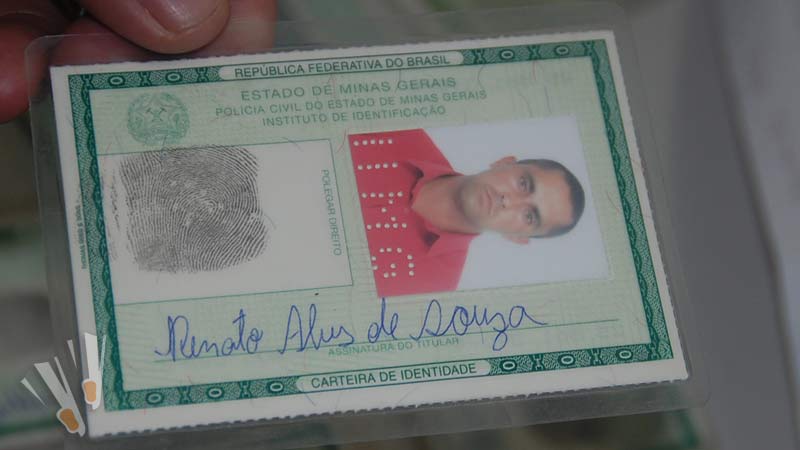 REPÚBLICA FEDERATIVA DO BRASIL
ESTADO DE MINAS GERAIS
POLÍCIA CIVIL DO ESTADO DE MINAS GERAIS
INSTITUTO DE IDENTIFICAÇÃO
POLEGAR DIREITO
Renato Alves de Souza
ASSINATURA DO TITULAR
CARTEIRA DE IDENTIDADE